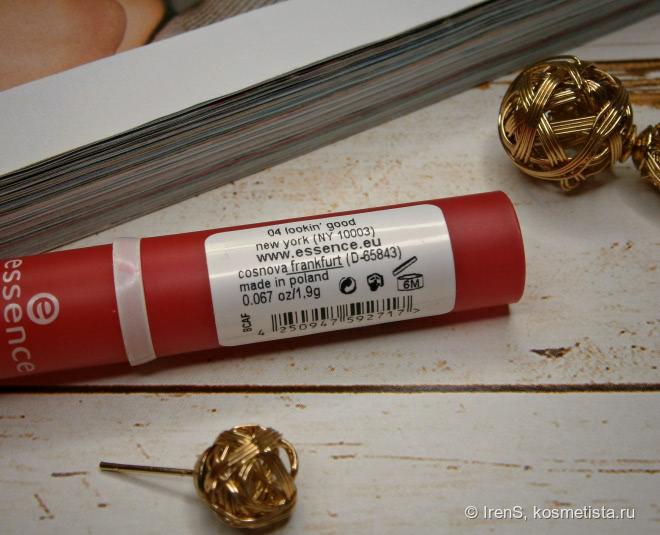 essence
e
04 lookin' good
new york (NY 10003)
www.essence.eu
cosnova frankfurt (D-65843)
made in poland
0.067 oz/1,9g
6M
BCAF
4 250947 592717 >
© IrenS, kosmetista.ru